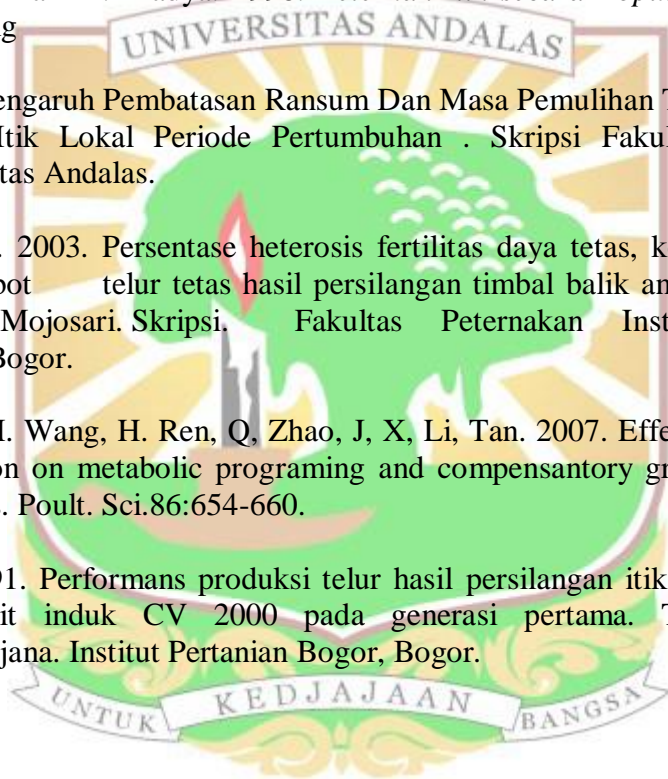 ng
UNIVERSITAS ANDALAS
engaruh Pembatasan Ransum Dan Masa Pemulihan T
Itik Lokal Periode Pertumbuhan . Skripsi Fakul
tas Andalas.
. 2003. Persentase heterosis fertilitas daya tetas, k
bot telur tetas hasil persilangan timbal balik an
Mojosari. Skripsi. Fakultas Peternakan Inst
Bogor.
. Wang, H. Ren, Q, Zhao, J, X, Li, Tan. 2007. Effe
on on metabolic programing and compensantory gr
. Poult. Sci.86:654-660.
91. Performans produksi telur hasil persilangan itik
it induk CV 2000 pada generasi pertama. T
jana. Institut Pertanian Bogor, Bogor.
UNTUK KEDJAJAAN BANGSA